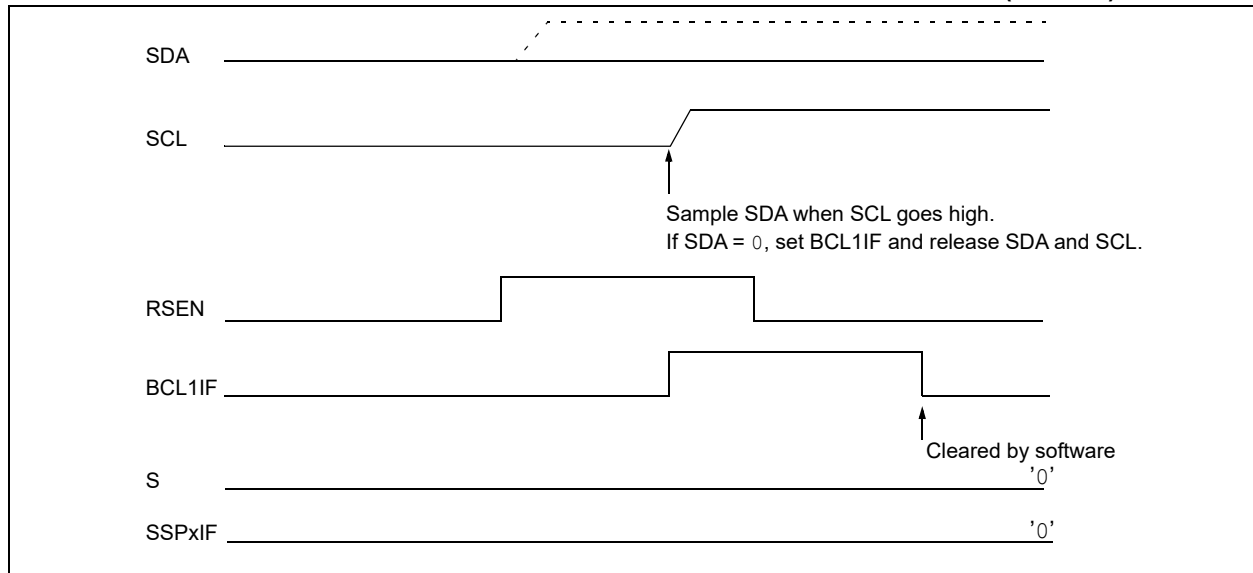 SDA
SCL
Sample SDA when SCL goes high.
If SDA = 0, set BCL1IF and release SDA and SCL.
RSEN
BCL1IF
Cleared by software
S '0'
SSPxIF '0'